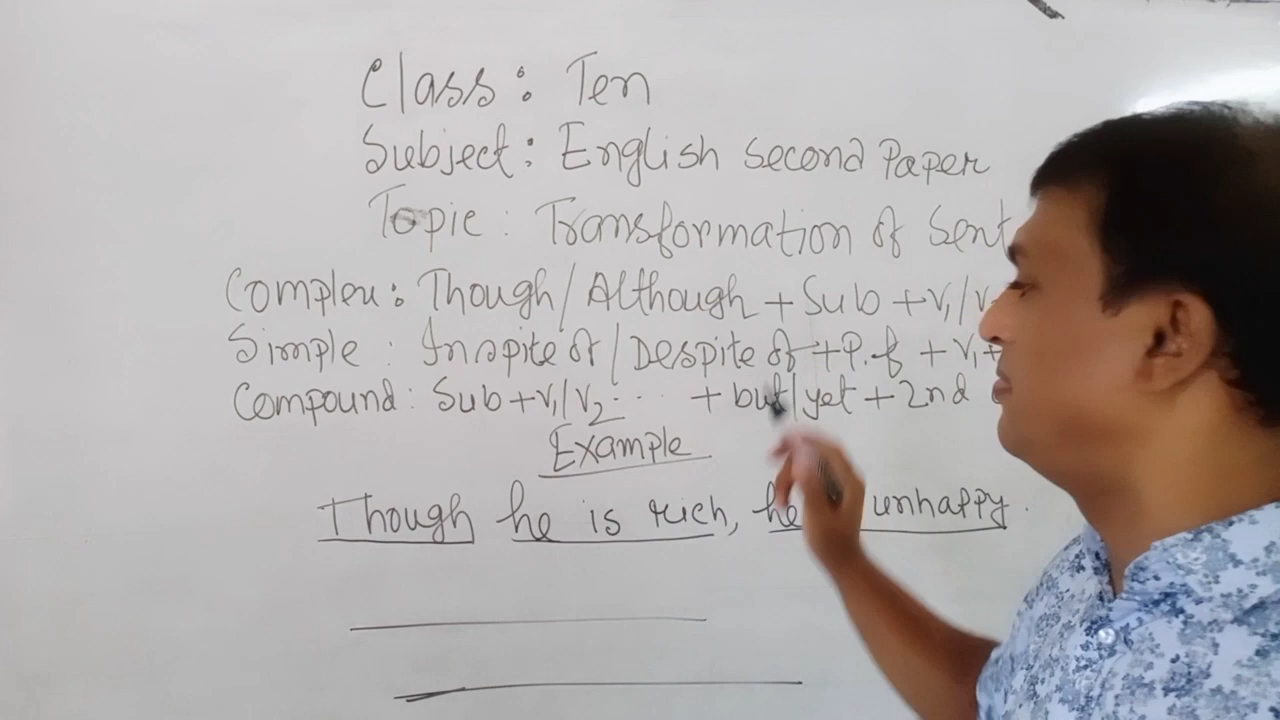 Class: Ten
Subject: English Second Paper
Topic: Transformation of Sent
Complex: Though/Although + Sub + V1/V
Simple: Inspite of/Despite of + P.f + V1 +
Compound: Sub + V1/V2 .... + but/yet + 2nd
Example
Though he is rich, he unhappy.